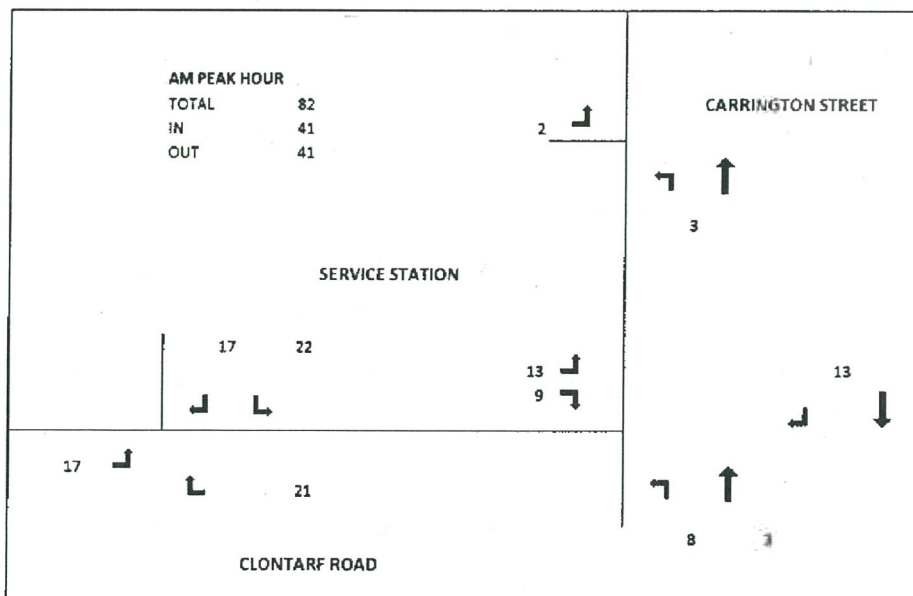 AM PEAK HOUR
TOTAL 82
IN 41
OUT 41
2
CARRINGTON STREET
3
SERVICE STATION
17 22
13
9
13
17
21
8
CLONTARF ROAD